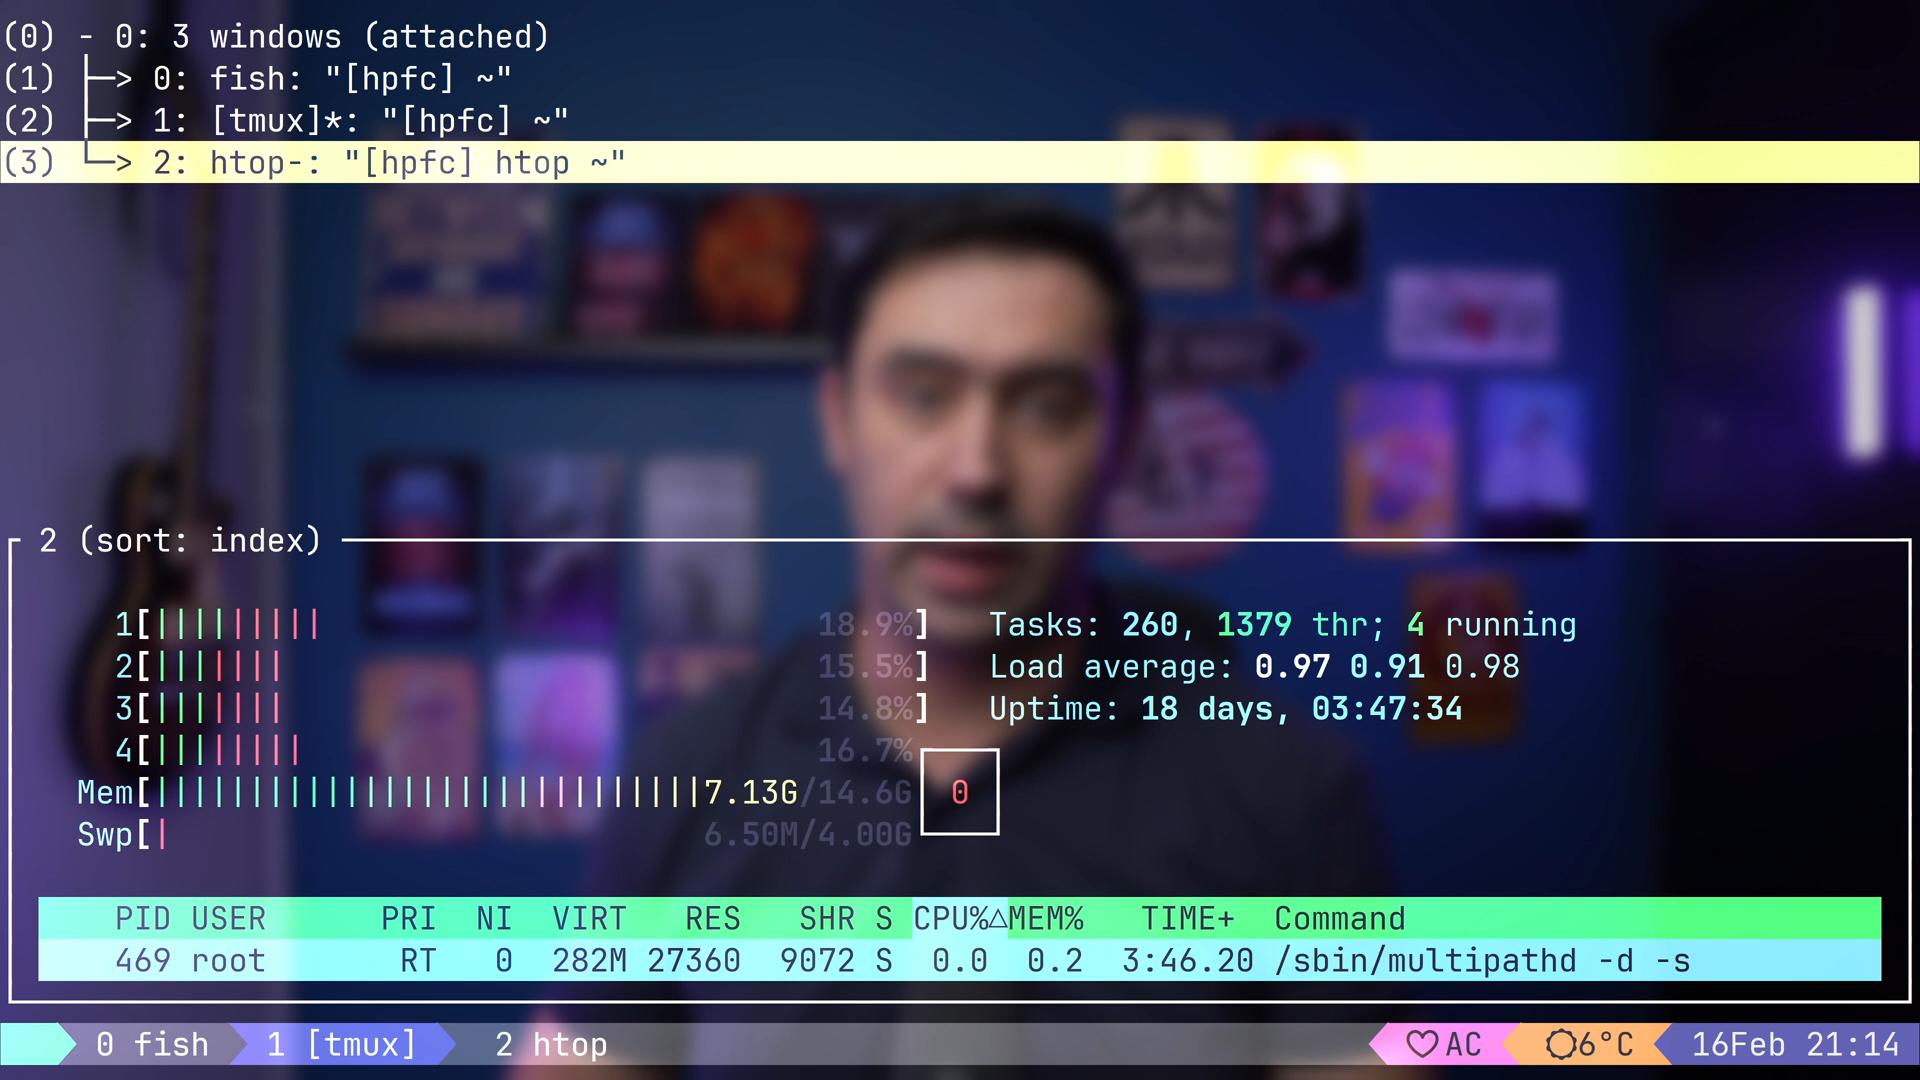 (0) - 0: 3 windows (attached)
(1) ├─> 0: fish: "[hpfc] ~"
(2) ├─> 1: [tmux]*: "[hpfc] ~"
(3) └─> 2: htop-: "[hpfc] htop ~"
2 (sort: index)
1[||||||||| 18.9%] Tasks: 260, 1379 thr; 4 running
2[||||||| 15.5%] Load average: 0.97 0.91 0.98
3[||||||| 14.8%] Uptime: 18 days, 03:47:34
4[|||||||| 16.7%
Mem[|||||||||||||||||||||||||||||7.13G/14.6G 0
Swp[| 6.50M/4.00G
PID USER PRI NI VIRT RES SHR S CPU%△MEM% TIME+ Command
469 root RT 0 282M 27360 9072 S 0.0 0.2 3:46.20 /sbin/multipathd -d -s
0 fish 1 [tmux] 2 htop ♡ AC 6°C 16Feb 21:14